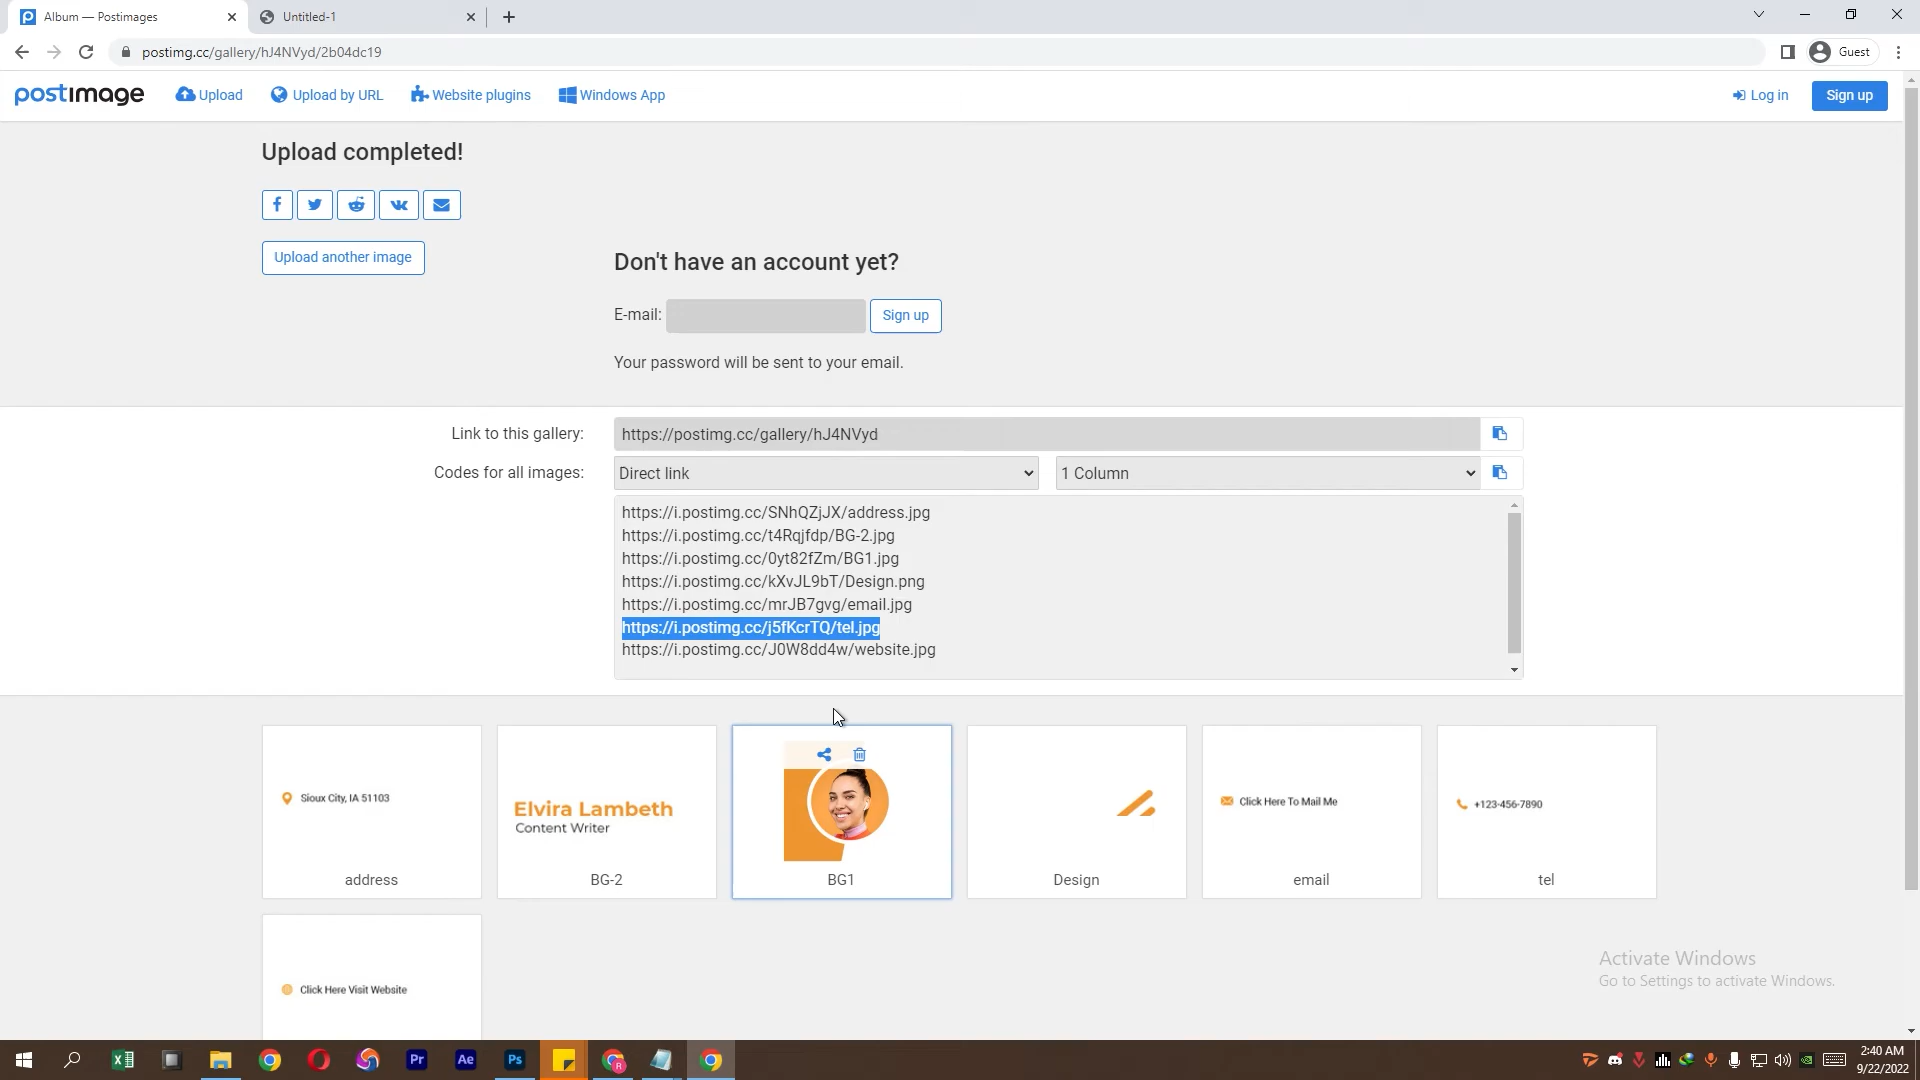 Album — Postimages
Untitled-1
postimg.cc/gallery/hJ4NVyd/2b04dc19
Guest
postimage
Upload
Upload by URL
Website plugins
Windows App
Log in
Sign up
Upload completed!
Upload another image
Don't have an account yet?
E-mail:
Sign up
Your password will be sent to your email.
Link to this gallery:
https://postimg.cc/gallery/hJ4NVyd
Codes for all images:
Direct link
1 Column
https://i.postimg.cc/SNhQZjJX/address.jpg
https://i.postimg.cc/t4Rqjfdp/BG-2.jpg
https://i.postimg.cc/0yt82fZm/BG1.jpg
https://i.postimg.cc/kXvJL9bT/Design.png
https://i.postimg.cc/mrJB7gvg/email.jpg
https://i.postimg.cc/j5fKcrTQ/tel.jpg
https://i.postimg.cc/J0W8dd4w/website.jpg
Sioux City, IA 51103
address
Elvira Lambeth
Content Writer
BG-2
BG1
Design
Click Here To Mail Me
email
+123-456-7890
tel
Click Here Visit Website
Activate Windows
Go to Settings to activate Windows.
Pr
Ae
Ps
R
2:40 AM
9/22/2022